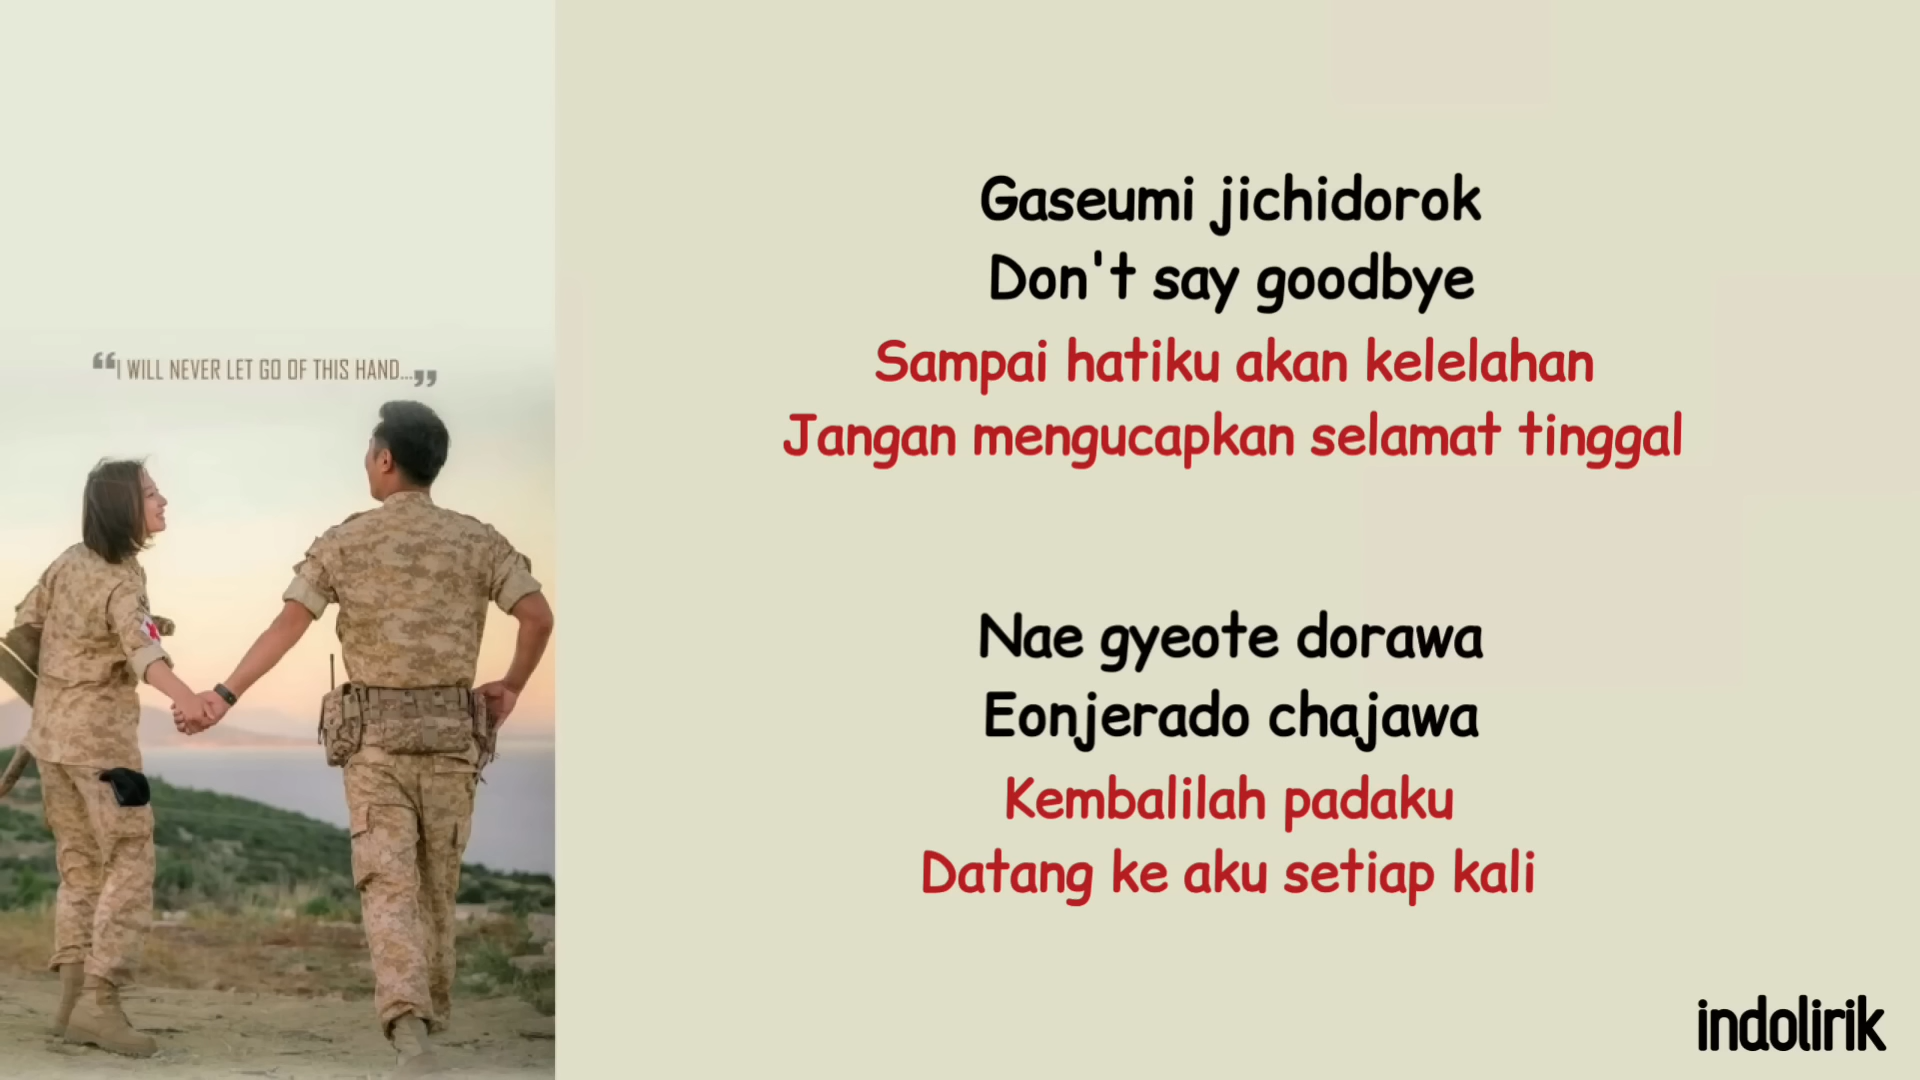 “I WILL NEVER LET GO OF THIS HAND...”
Gaseumi jichidorok
Don't say goodbye
Sampai hatiku akan kelelahan
Jangan mengucapkan selamat tinggal
Nae gyeote dorawa
Eonjerado chajawa
Kembalilah padaku
Datang ke aku setiap kali
indolirik